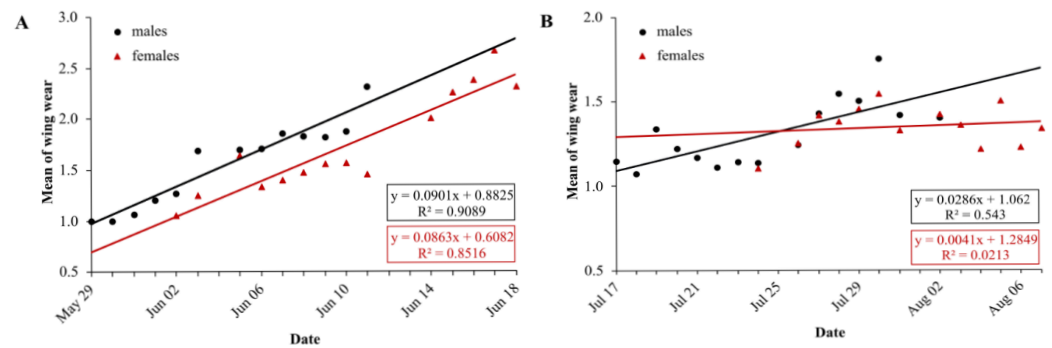 A
Mean of wing wear
3.0
2.5
2.0
1.5
1.0
0.5
males
females
y = 0.0901x + 0.8825
R² = 0.9089
y = 0.0863x + 0.6082
R² = 0.8516
May 29
Jun 02
Jun 06
Jun 10
Jun 14
Jun 18
Date
B
Mean of wing wear
2.0
1.5
1.0
0.5
males
females
y = 0.0286x + 1.062
R² = 0.543
y = 0.0041x + 1.2849
R² = 0.0213
Jul 17
Jul 21
Jul 25
Jul 29
Aug 02
Aug 06
Date